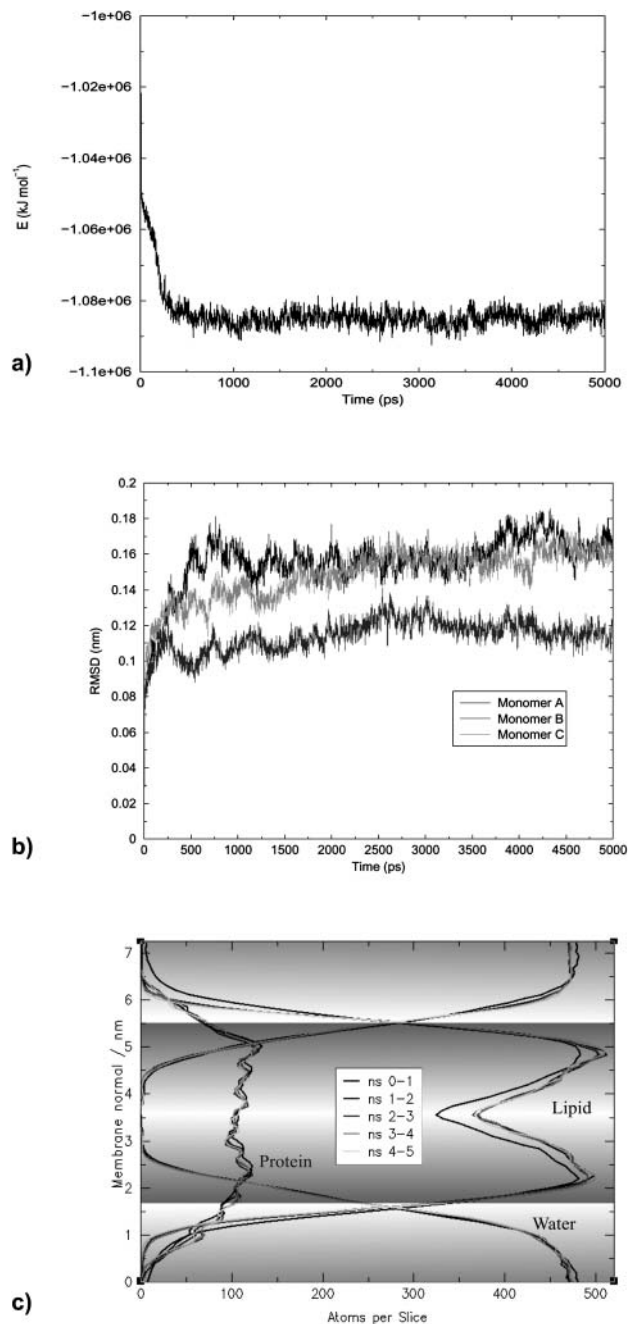 −1e+06
−1.02e+06
−1.04e+06
−1.06e+06
−1.08e+06
−1.1e+06
E (kJ mol⁻¹)
0 1000 2000 3000 4000 5000
Time (ps)
a)
0.2
0.18
0.16
0.14
0.12
0.1
0.08
0.06
0.04
0.02
0
RMSD (nm)
Monomer A
Monomer B
Monomer C
0 500 1000 1500 2000 2500 3000 3500 4000 4500 5000
Time (ps)
b)
7
6
5
4
3
2
1
0
Membrane normal / nm
ns 0-1
ns 1-2
ns 2-3
ns 3-4
ns 4-5
Lipid
Protein
Water
0 100 200 300 400 500
Atoms per Slice
c)